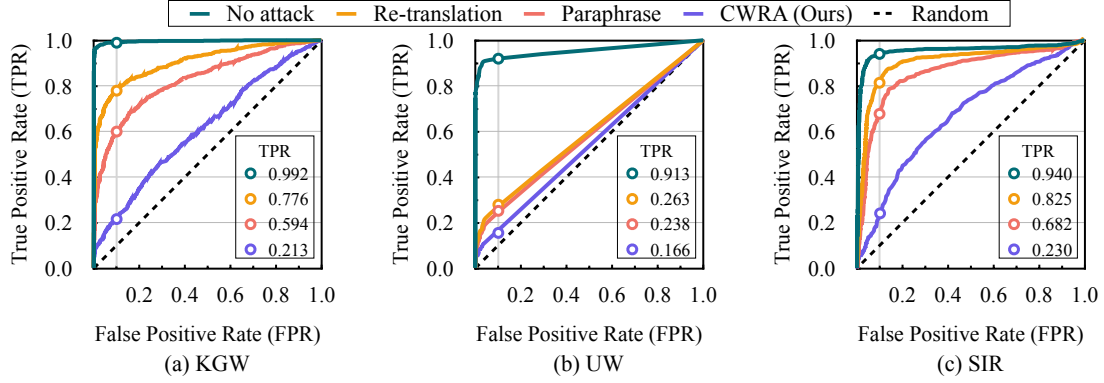 No attack Re-translation Paraphrase CWRA (Ours) Random
True Positive Rate (TPR)
1.0
0.8
0.6
0.4
0.2
0.0
TPR
0.992
0.776
0.594
0.213
0.2 0.4 0.6 0.8 1.0
False Positive Rate (FPR)
(a) KGW
True Positive Rate (TPR)
1.0
0.8
0.6
0.4
0.2
0.0
TPR
0.913
0.263
0.238
0.166
0.2 0.4 0.6 0.8 1.0
False Positive Rate (FPR)
(b) UW
True Positive Rate (TPR)
1.0
0.8
0.6
0.4
0.2
0.0
TPR
0.940
0.825
0.682
0.230
0.2 0.4 0.6 0.8 1.0
False Positive Rate (FPR)
(c) SIR